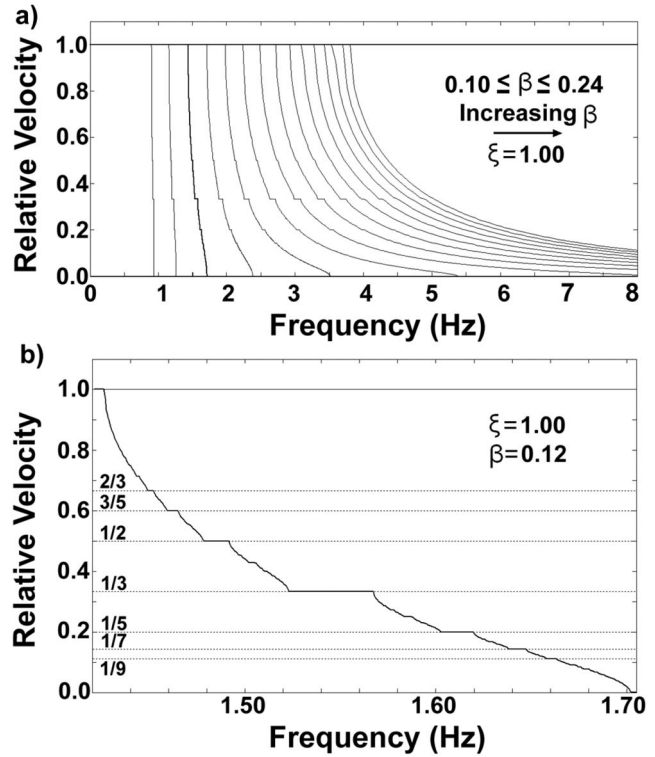 a)
Relative Velocity
1.0
0.8
0.6
0.4
0.2
0.0
0.10 ≤ β ≤ 0.24
Increasing β
ξ=1.00
0 1 2 3 4 5 6 7 8
Frequency (Hz)
b)
Relative Velocity
1.0
0.8
0.6
0.4
0.2
0.0
ξ=1.00
β=0.12
2/3
3/5
1/2
1/3
1/5
1/7
1/9
1.50 1.60 1.70
Frequency (Hz)